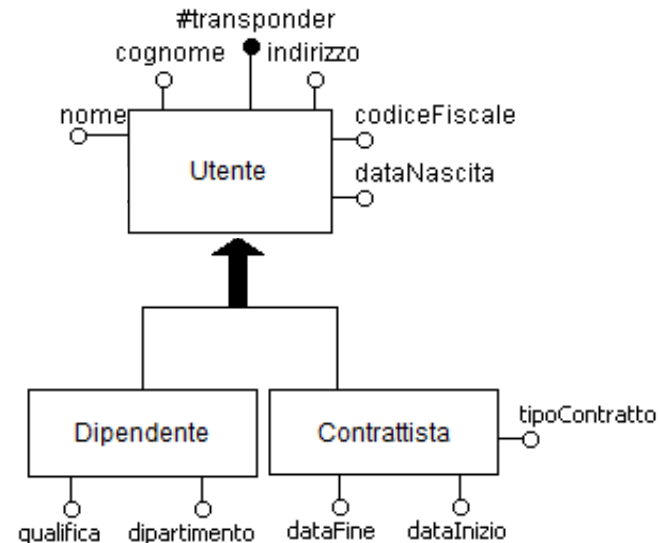 #transponder
cognome
indirizzo
nome
codiceFiscale
Utente
dataNascita
tipoContratto
Dipendente
Contrattista
qualifica
dipartimento
dataFine
dataInizio